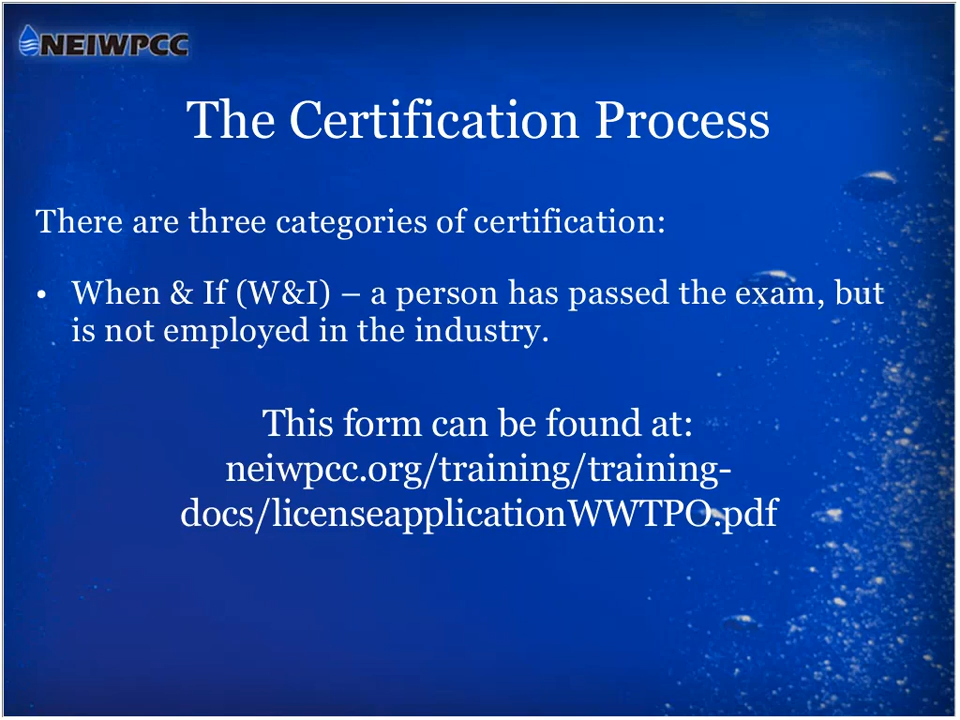 NEIWPCC
The Certification Process
There are three categories of certification:
• When & If (W&I) – a person has passed the exam, but
is not employed in the industry.
This form can be found at:
neiwpcc.org/training/training-
docs/licenseapplicationWWTPO.pdf